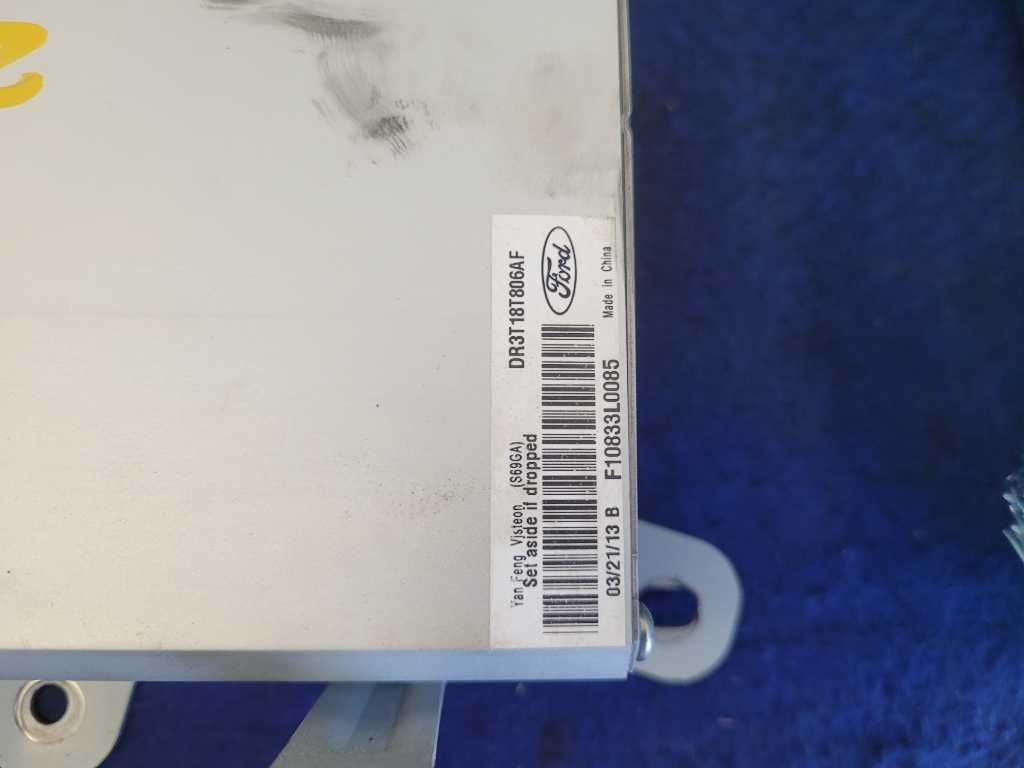 DR3T18T806AF
Ford
Made in China
Yan Feng Visteon (S69GA)
Set aside if dropped
03/21/13 B F10833L0085